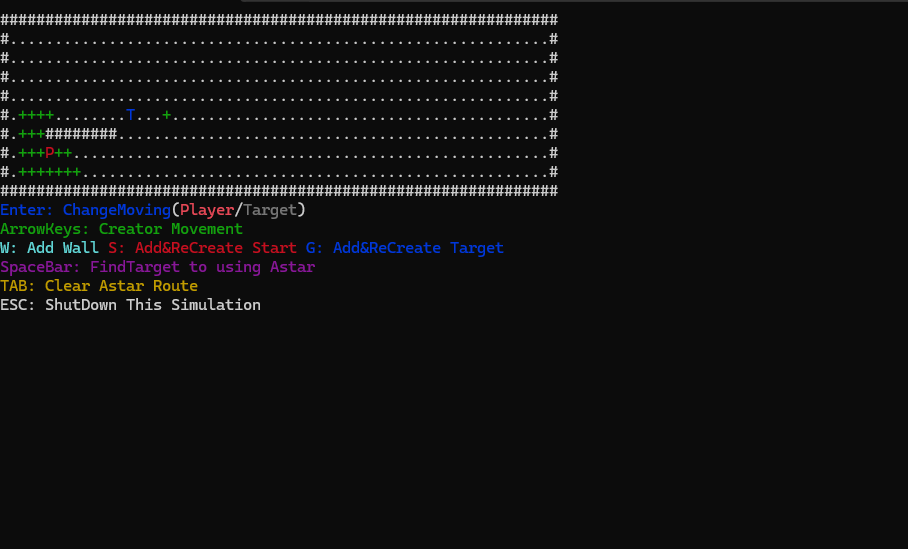 ##############################################################
#............................................................#
#............................................................#
#............................................................#
#............................................................#
#.++++........T...+..........................................#
#.+++########................................................#
#.+++P++.....................................................#
#.+++++++....................................................#
##############################################################
Enter: ChangeMoving(Player/Target)
ArrowKeys: Creator Movement
W: Add Wall S: Add&ReCreate Start G: Add&ReCreate Target
SpaceBar: FindTarget to using Astar
TAB: Clear Astar Route
ESC: ShutDown This Simulation